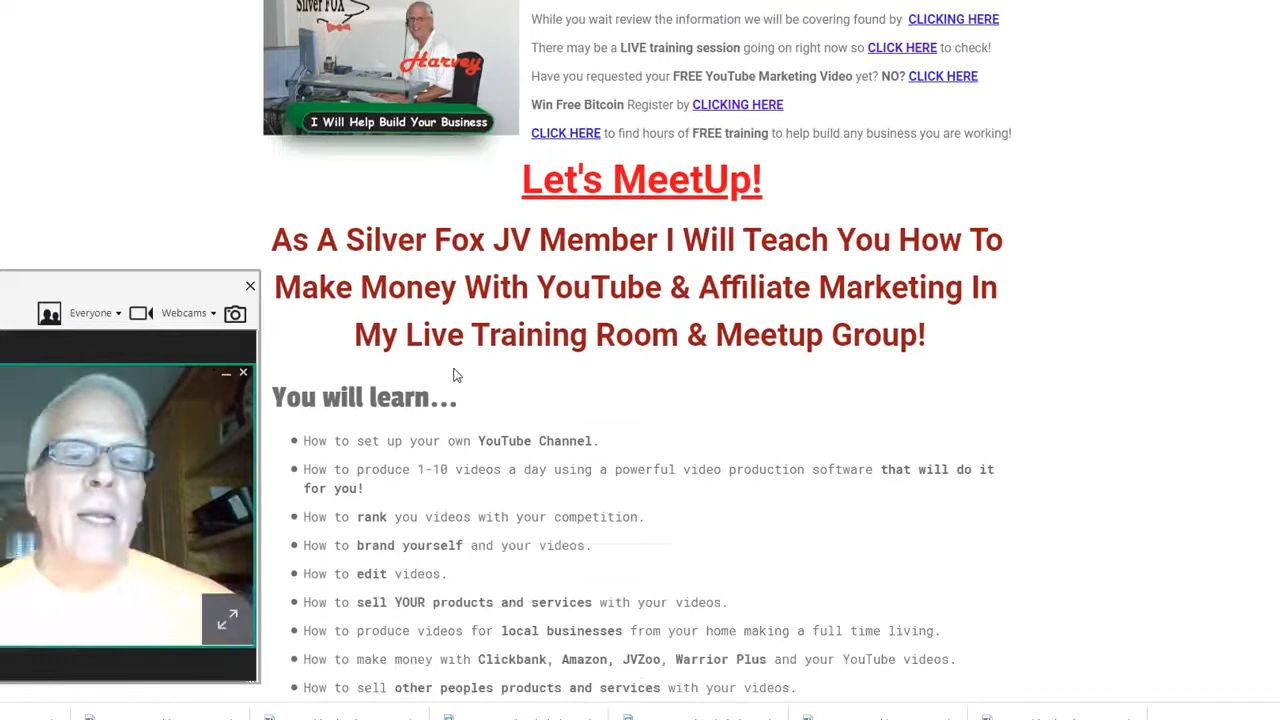 Silver FOX
Harvey
I Will Help Build Your Business
While you wait review the information we will be covering found by CLICKING HERE
There may be a LIVE training session going on right now so CLICK HERE to check!
Have you requested your FREE YouTube Marketing Video yet? NO? CLICK HERE
Win Free Bitcoin Register by CLICKING HERE
CLICK HERE to find hours of FREE training to help build any business you are working!
Let's MeetUp!
As A Silver Fox JV Member I Will Teach You How To
Make Money With YouTube & Affiliate Marketing In
My Live Training Room & Meetup Group!
Everyone
Webcams
You will learn...
How to set up your own YouTube Channel.
How to produce 1-10 videos a day using a powerful video production software that will do it
for you!
How to rank you videos with your competition.
How to brand yourself and your videos.
How to edit videos.
How to sell YOUR products and services with your videos.
How to produce videos for local businesses from your home making a full time living.
How to make money with Clickbank, Amazon, JVZoo, Warrior Plus and your YouTube videos.
How to sell other peoples products and services with your videos.